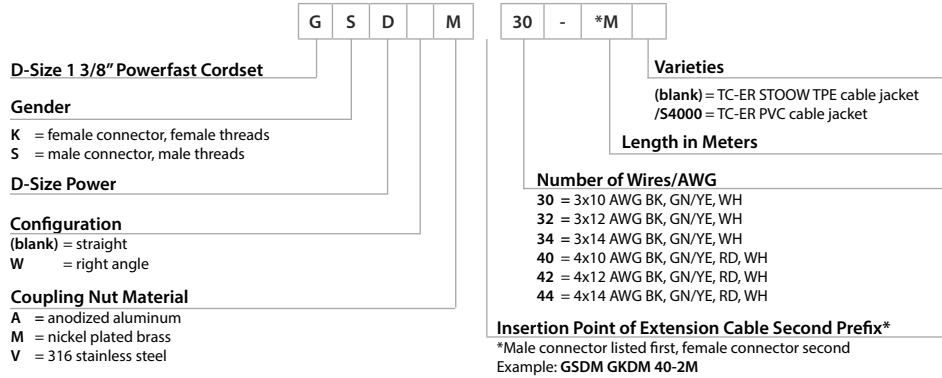 G S D M 30 - *M
D-Size 1 3/8" Powerfast Cordset
Gender
K = female connector, female threads
S = male connector, male threads
D-Size Power
Configuration
(blank) = straight
W = right angle
Coupling Nut Material
A = anodized aluminum
M = nickel plated brass
V = 316 stainless steel
Varieties
(blank) = TC-ER STOOW TPE cable jacket
/S4000 = TC-ER PVC cable jacket
Length in Meters
Number of Wires/AWG
30 = 3x10 AWG BK, GN/YE, WH
32 = 3x12 AWG BK, GN/YE, WH
34 = 3x14 AWG BK, GN/YE, WH
40 = 4x10 AWG BK, GN/YE, RD, WH
42 = 4x12 AWG BK, GN/YE, RD, WH
44 = 4x14 AWG BK, GN/YE, RD, WH
Insertion Point of Extension Cable Second Prefix*
*Male connector listed first, female connector second
Example: GSDM GKDM 40-2M